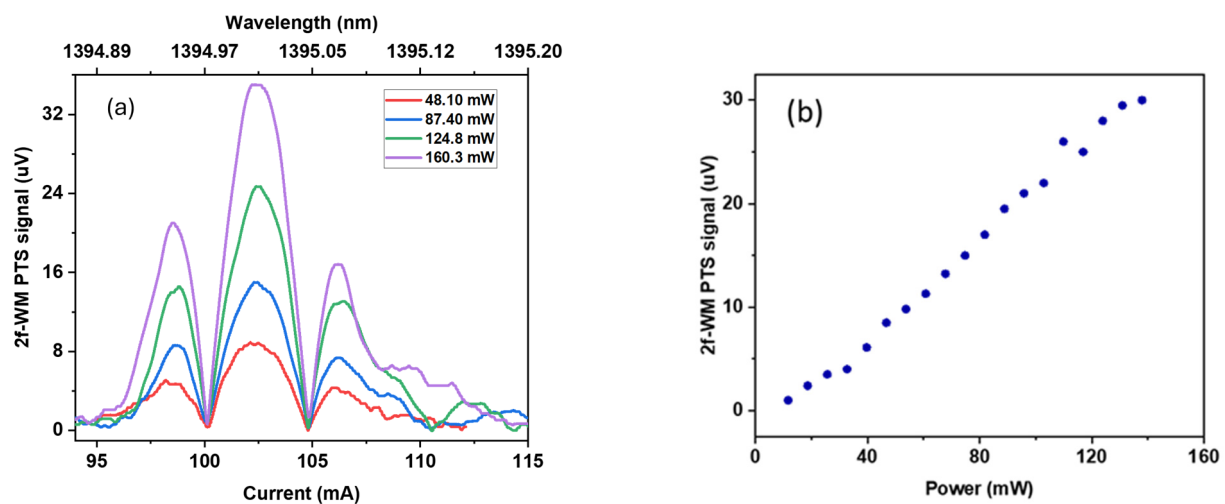 Wavelength (nm)
1394.89 1394.97 1395.05 1395.12 1395.20
(a)
48.10 mW
87.40 mW
124.8 mW
160.3 mW
32
24
16
8
0
2f-WM PTS signal (uV)
95 100 105 110 115
Current (mA)
(b)
30
20
10
0
2f-WM PTS signal (uV)
0 40 80 120 160
Power (mW)